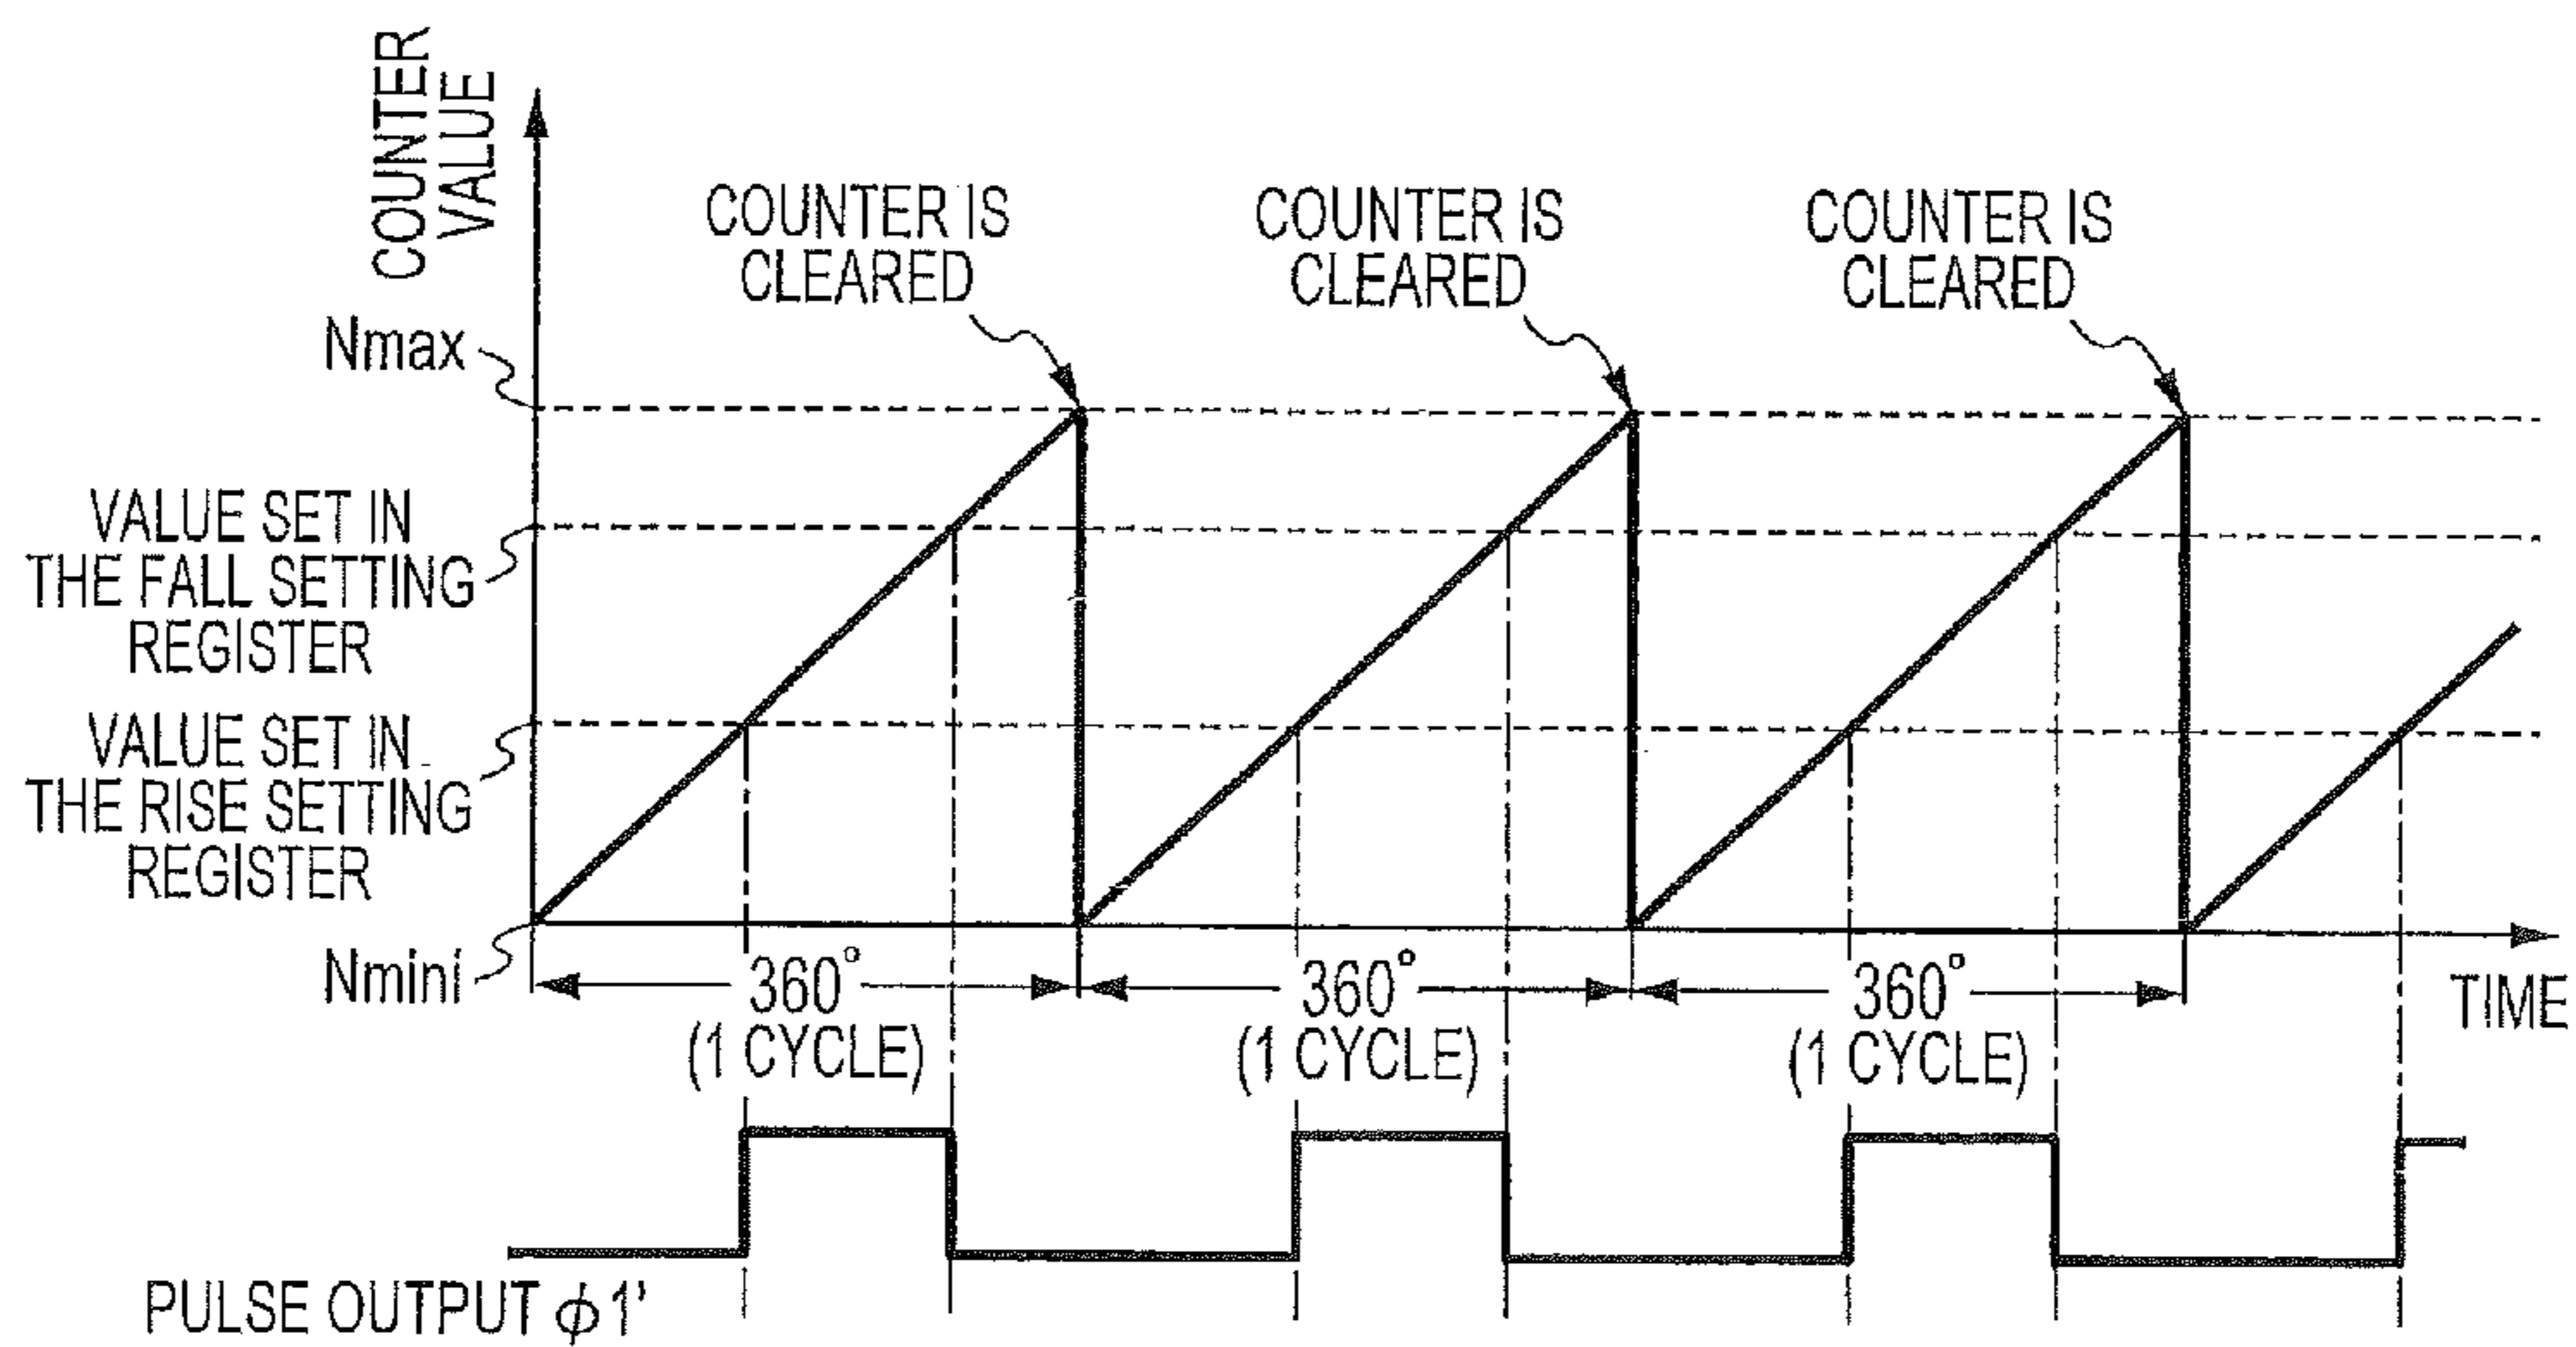 COUNTER
VALUE
COUNTER IS
CLEARED
COUNTER IS
CLEARED
COUNTER IS
CLEARED
Nmax
VALUE SET IN
THE FALL SETTING
REGISTER
VALUE SET IN
THE RISE SETTING
REGISTER
Nmini
360°
(1 CYCLE)
360°
(1 CYCLE)
360°
(1 CYCLE)
TIME
PULSE OUTPUT ϕ1'